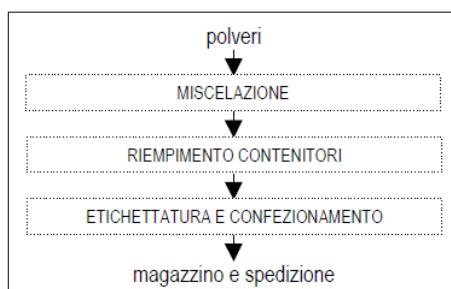 polveri
MISCELAZIONE
RIEMPIMENTO CONTENITORI
ETICHETTATURA E CONFEZIONAMENTO
magazzino e spedizione